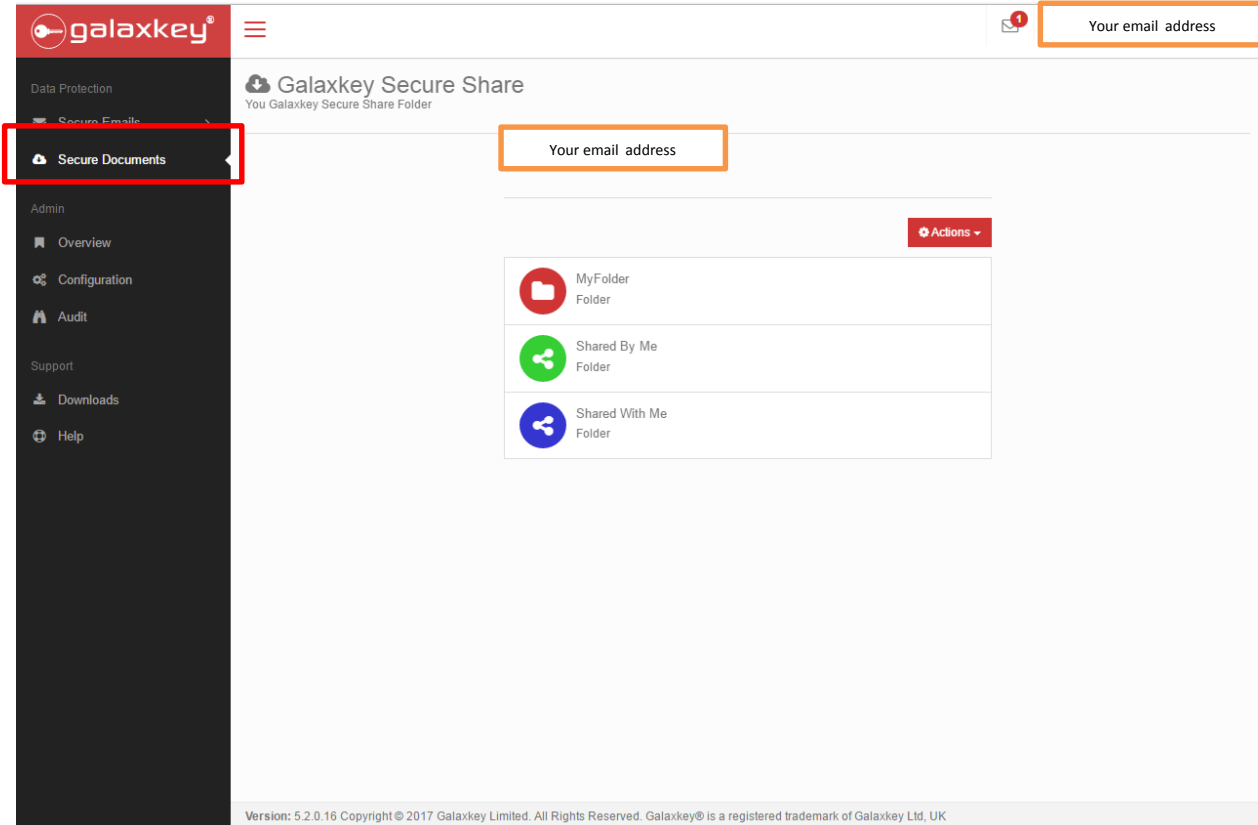 galaxkey®
1
Your email address
Data Protection
Secure Emails
Secure Documents
Admin
Overview
Configuration
Audit
Support
Downloads
Help
Galaxkey Secure Share
You Galaxkey Secure Share Folder
Your email address
Actions
MyFolder
Folder
Shared By Me
Folder
Shared With Me
Folder
Version: 5.2.0.16 Copyright © 2017 Galaxkey Limited. All Rights Reserved. Galaxkey® is a registered trademark of Galaxkey Ltd, UK